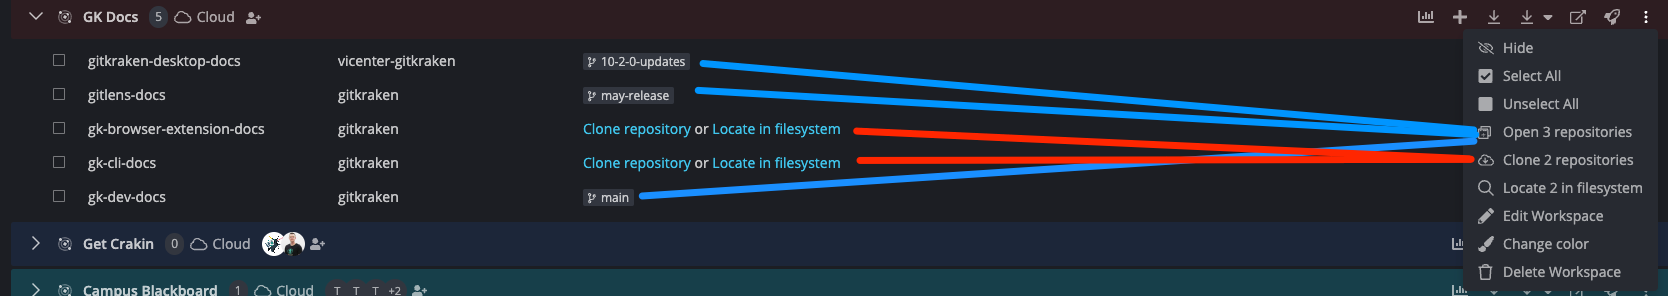 GK Docs 5 Cloud
gitkraken-desktop-docs vicenter-gitkraken 10-2-0-updates
gitlens-docs gitkraken may-release
gk-browser-extension-docs gitkraken Clone repository or Locate in filesystem
gk-cli-docs gitkraken Clone repository or Locate in filesystem
gk-dev-docs gitkraken main
Hide
Select All
Unselect All
Open 3 repositories
Clone 2 repositories
Locate 2 in filesystem
Edit Workspace
Change color
Delete Workspace
Get Crakin 0 Cloud
Campus Blackboard 1 Cloud T T T +2